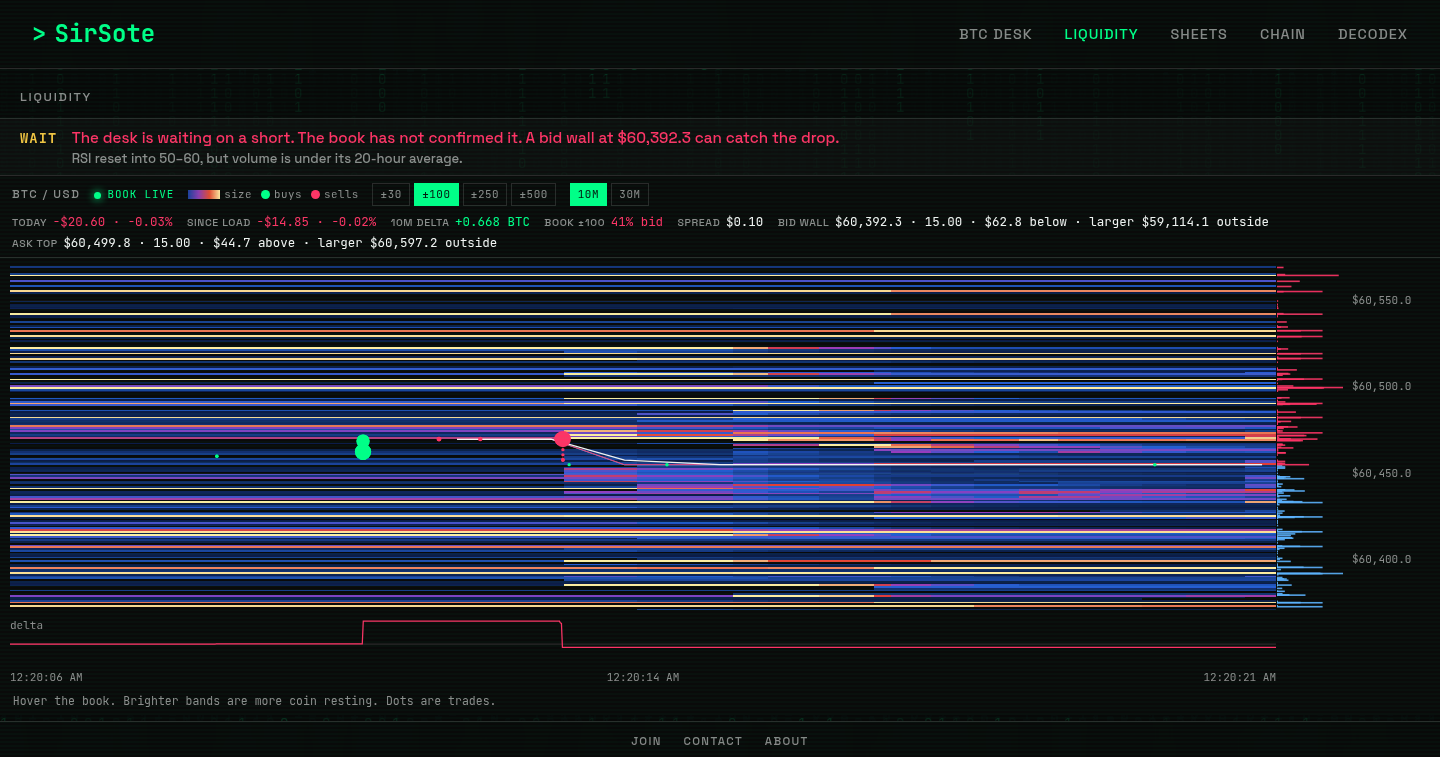 > SirSote
BTC DESK LIQUIDITY SHEETS CHAIN DECODEX
LIQUIDITY
WAIT The desk is waiting on a short. The book has not confirmed it. A bid wall at $60,392.3 can catch the drop.
RSI reset into 50–60, but volume is under its 20-hour average.
BTC / USD BOOK LIVE size buys sells ±30 ±100 ±250 ±500 10M 30M
TODAY -$20.60 · -0.03% SINCE LOAD -$14.85 · -0.02% 10M DELTA +0.668 BTC BOOK ±100 41% bid SPREAD $0.10 BID WALL $60,392.3 · 15.00 · $62.8 below · larger $59,114.1 outside
ASK TOP $60,499.8 · 15.00 · $44.7 above · larger $60,597.2 outside
$60,550.0
$60,500.0
$60,450.0
$60,400.0
delta
12:20:06 AM 12:20:14 AM 12:20:21 AM
Hover the book. Brighter bands are more coin resting. Dots are trades.
JOIN CONTACT ABOUT